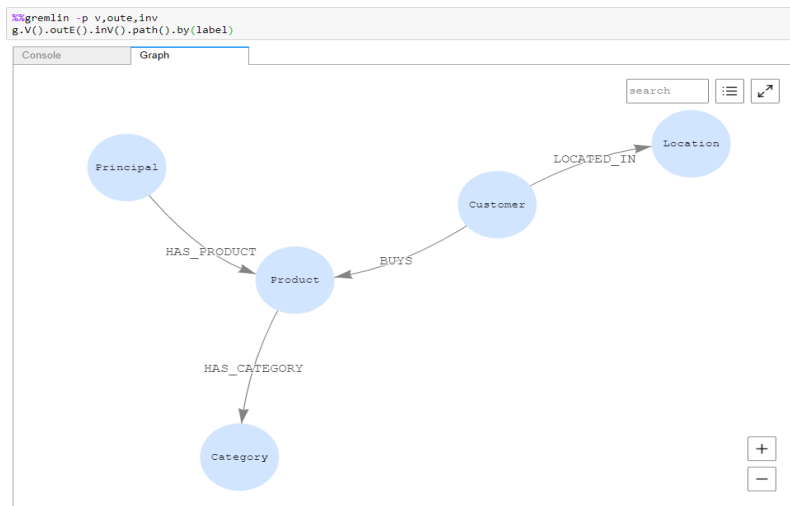 %%gremlin -p v,oute,inv
g.V().outE().inV().path().by(label)
Console Graph
search
Location
LOCATED_IN
Principal
Customer
HAS_PRODUCT
BUYS
Product
HAS_CATEGORY
Category